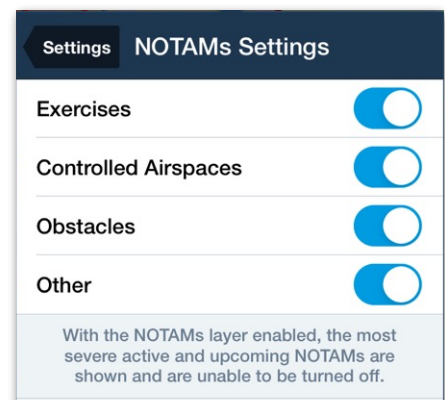 Settings NOTAMs Settings
Exercises
Controlled Airspaces
Obstacles
Other
With the NOTAMs layer enabled, the most
severe active and upcoming NOTAMs are
shown and are unable to be turned off.